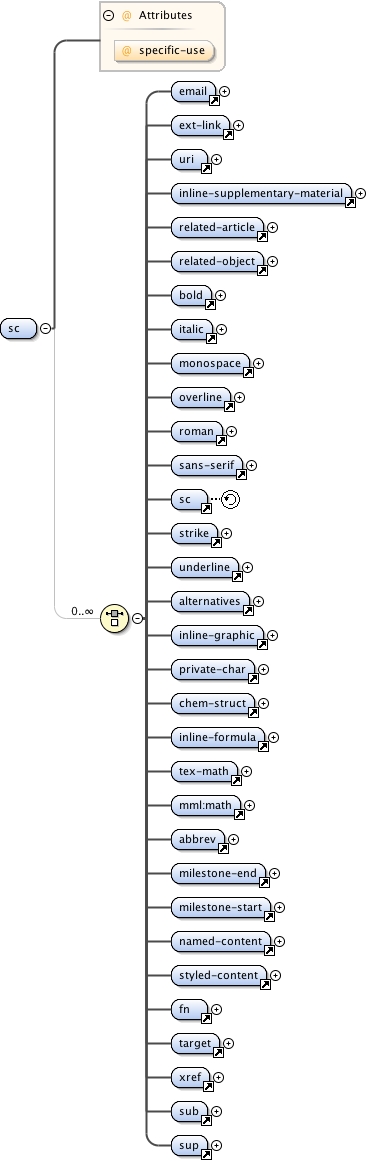 Attributes
@ specific-use
email
ext-link
uri
inline-supplementary-material
related-article
related-object
bold
italic
sc
monospace
overline
roman
sans-serif
sc
strike
underline
alternatives
0..∞
inline-graphic
private-char
chem-struct
inline-formula
tex-math
mml:math
abbrev
milestone-end
milestone-start
named-content
styled-content
fn
target
xref
sub
sup